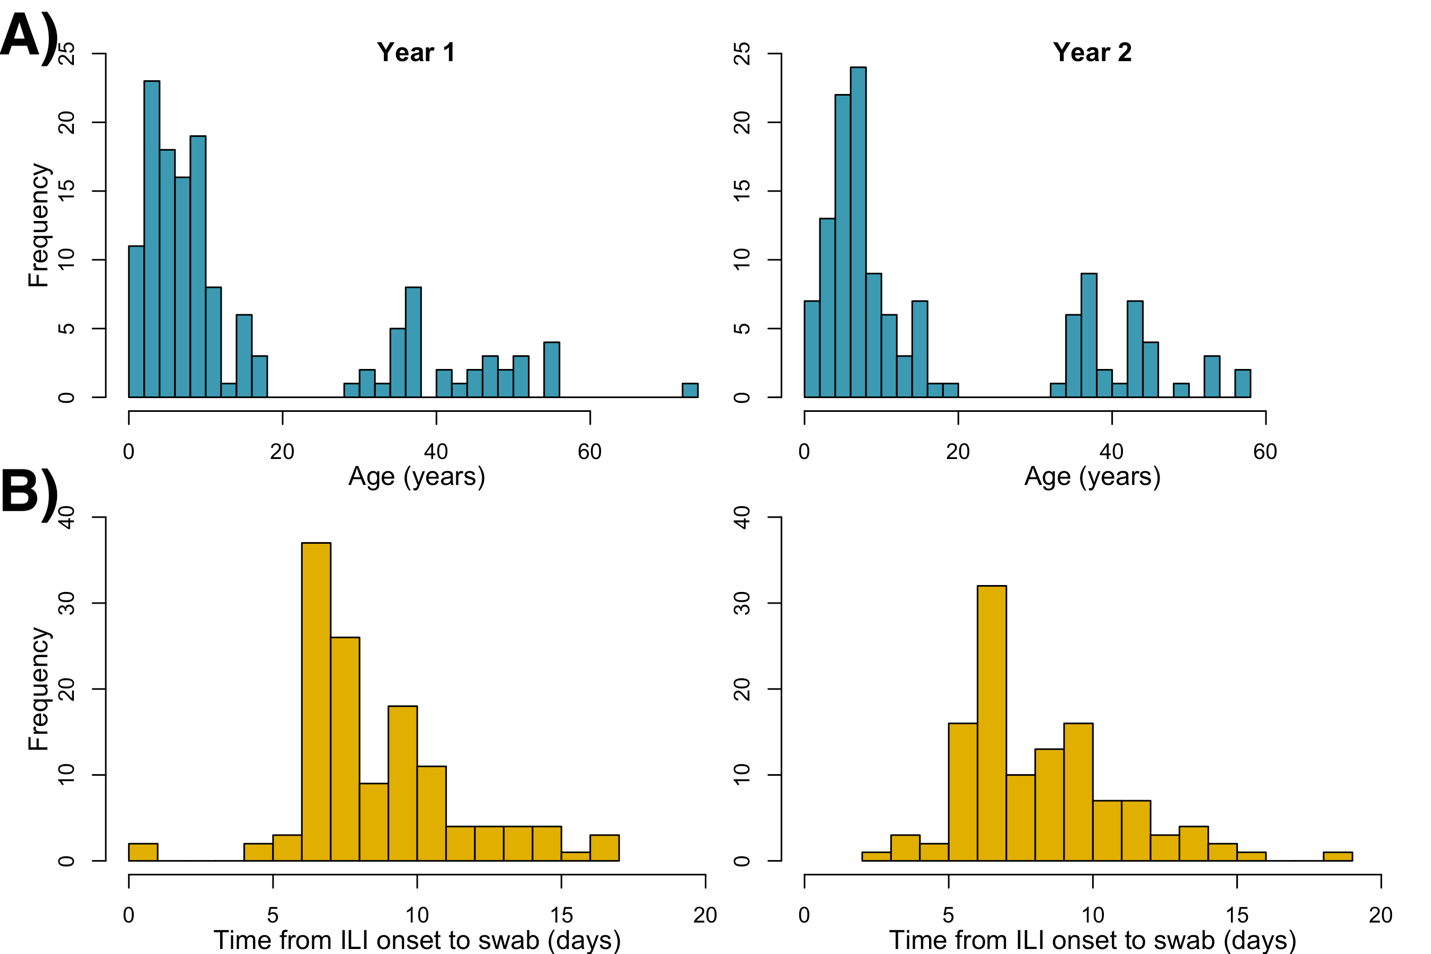 A)
Year 1
Year 2
Frequency
0 5 10 15 20 25
0 5 10 15 20 25
0 20 40 60
0 20 40 60
Age (years)
Age (years)
B)
Frequency
0 10 20 30 40
0 10 20 30 40
0 5 10 15 20
0 5 10 15 20
Time from ILI onset to swab (days)
Time from ILI onset to swab (days)